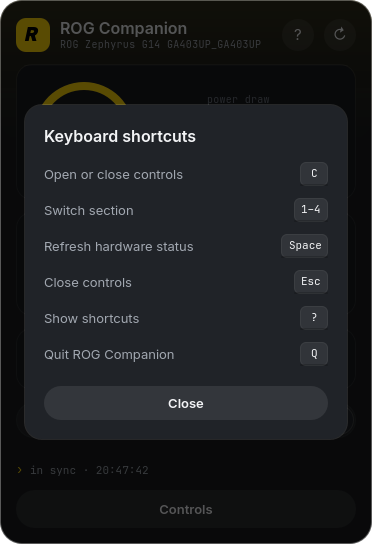 R
ROG Companion
ROG Zephyrus G14 GA403UP_GA403UP
?
power draw
Keyboard shortcuts
Open or close controls C
Switch section 1–4
Refresh hardware status Space
Close controls Esc
Show shortcuts ?
Quit ROG Companion Q
Close
› in sync · 20:47:42
Controls